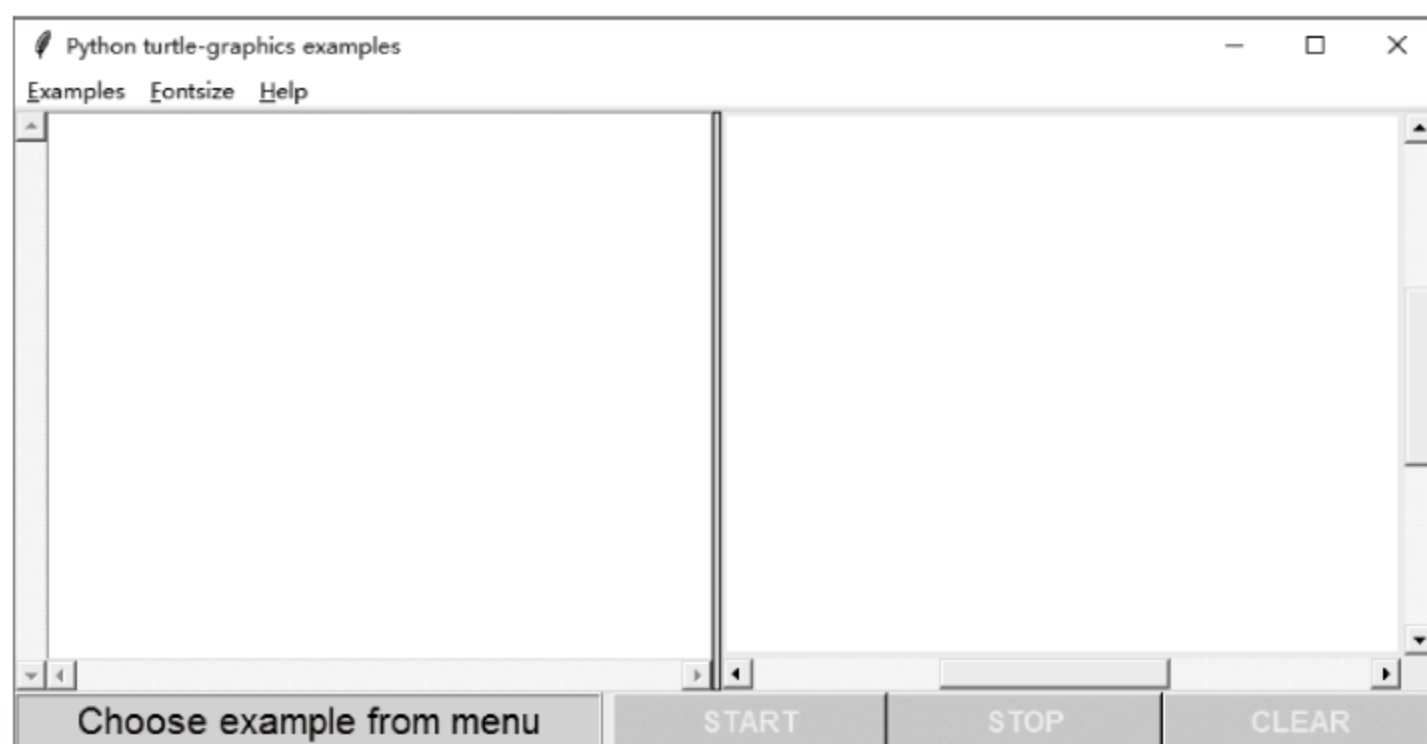 Python turtle-graphics examples
Examples Fontsize Help
Choose example from menu START STOP CLEAR